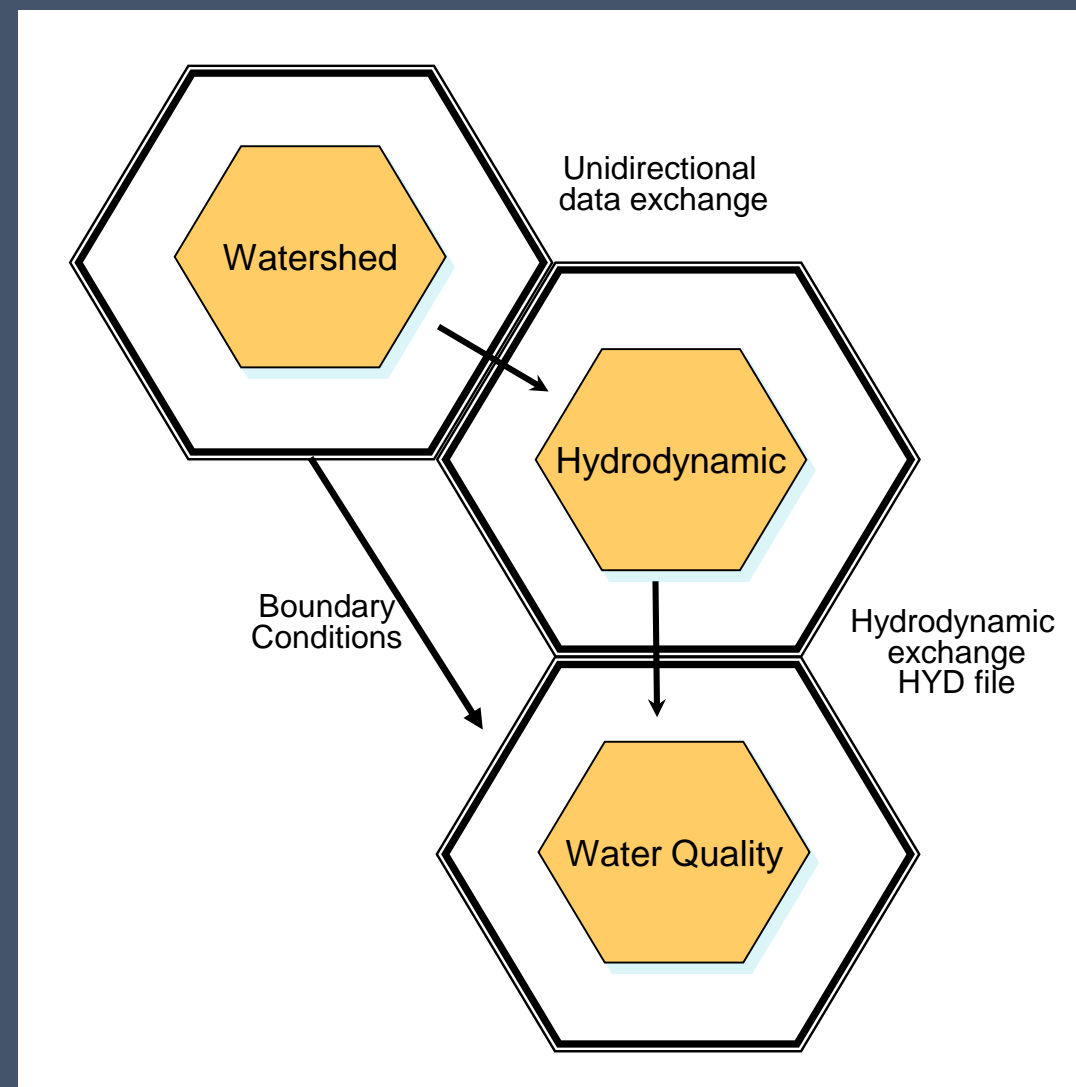 Unidirectional
data exchange
Watershed
Hydrodynamic
Boundary
Conditions
Hydrodynamic
exchange
HYD file
Water Quality